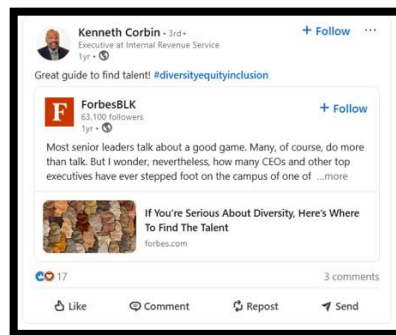 Kenneth Corbin • 3rd+
+ Follow ...
Executive at Internal Revenue Service
1yr •
Great guide to find talent! #diversityequityinclusion
F
ForbesBLK
+ Follow
63,100 followers
1yr •
Most senior leaders talk about a good game. Many, of course, do more
than talk. But I wonder, nevertheless, how many CEOs and other top
executives have ever stepped foot on the campus of one of ...more
If You're Serious About Diversity, Here's Where
To Find The Talent
forbes.com
17
3 comments
Like Comment Repost Send